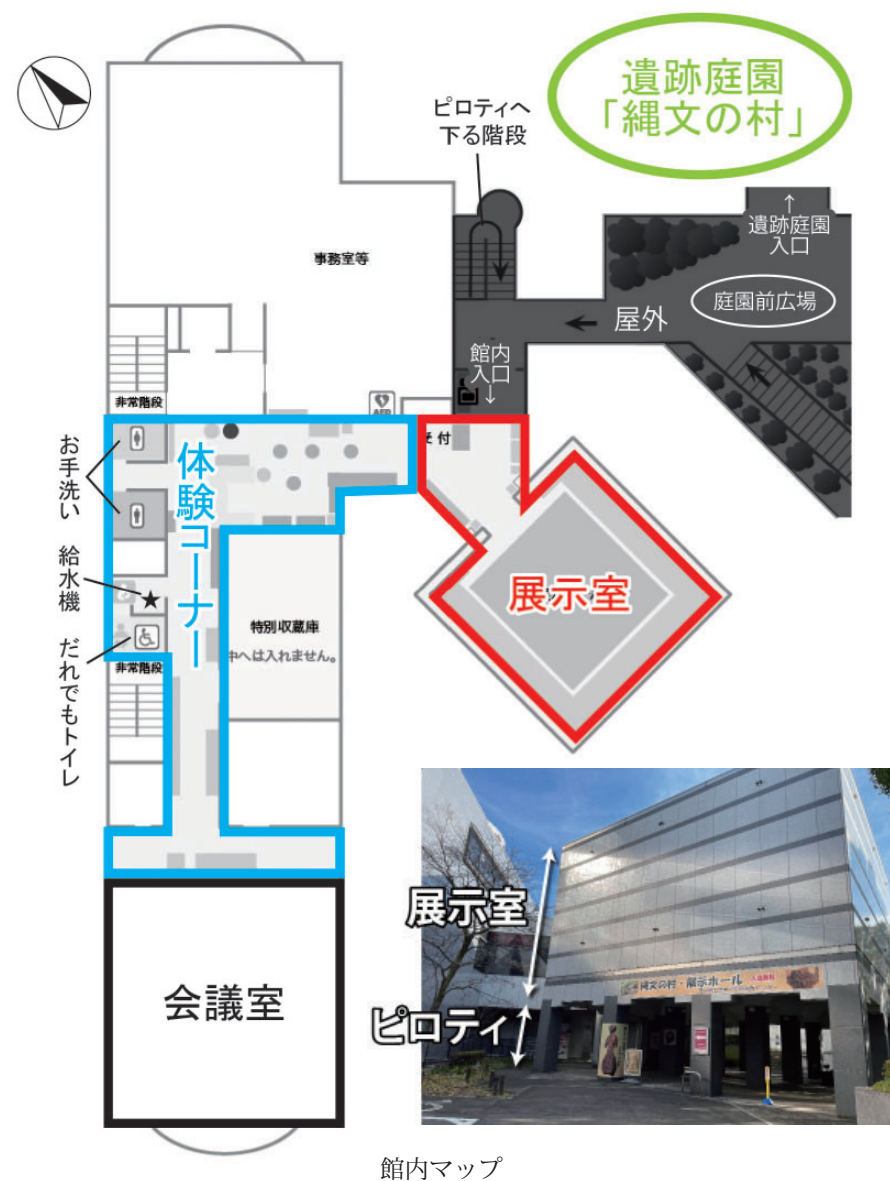 遺跡庭園
「縄文の村」
ピロティへ
下る階段
↑
遺跡庭園
入口
庭園前広場
← 屋外
館内
入口
↓
事務室等
非常階段
AED
受付
お手洗い
体験コーナー
給水機
★
だれでもトイレ
非常階段
特別収蔵庫
中へは入れません。
展示室
会議室
展示室
ピロティ
縄文の村・展示ホール
館内マップ